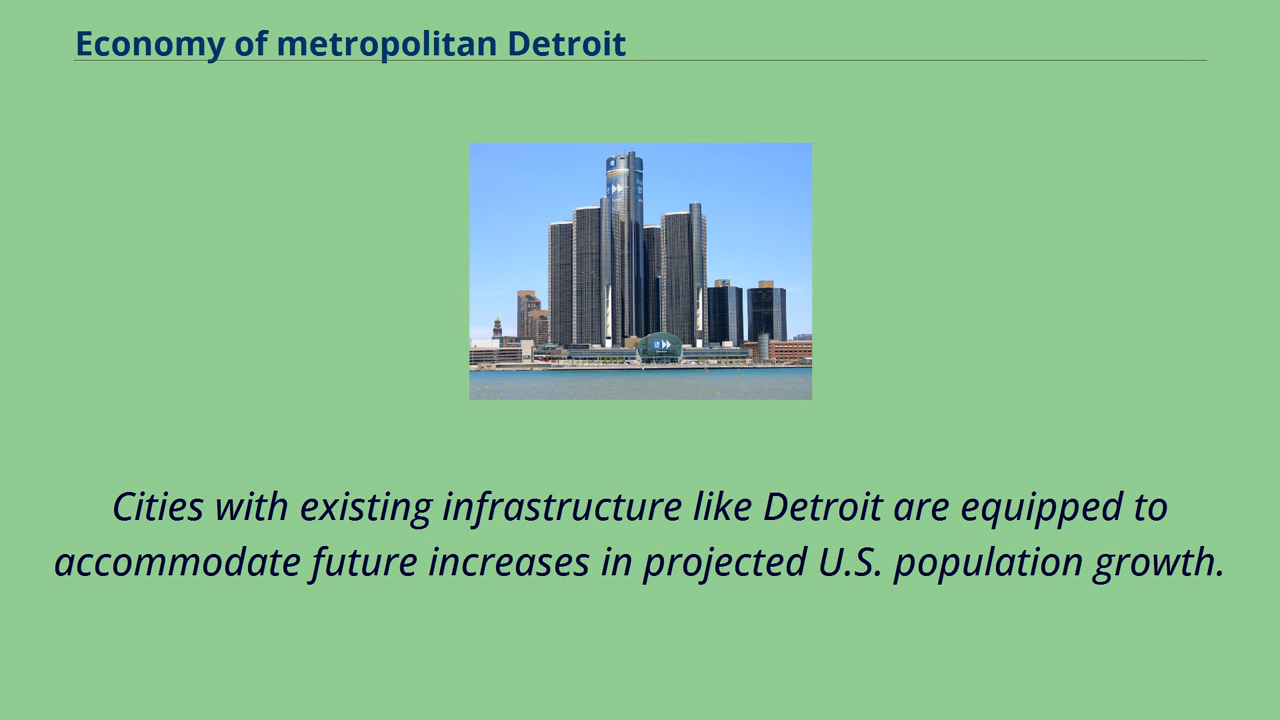 Economy of metropolitan Detroit
Cities with existing infrastructure like Detroit are equipped to
accommodate future increases in projected U.S. population growth.